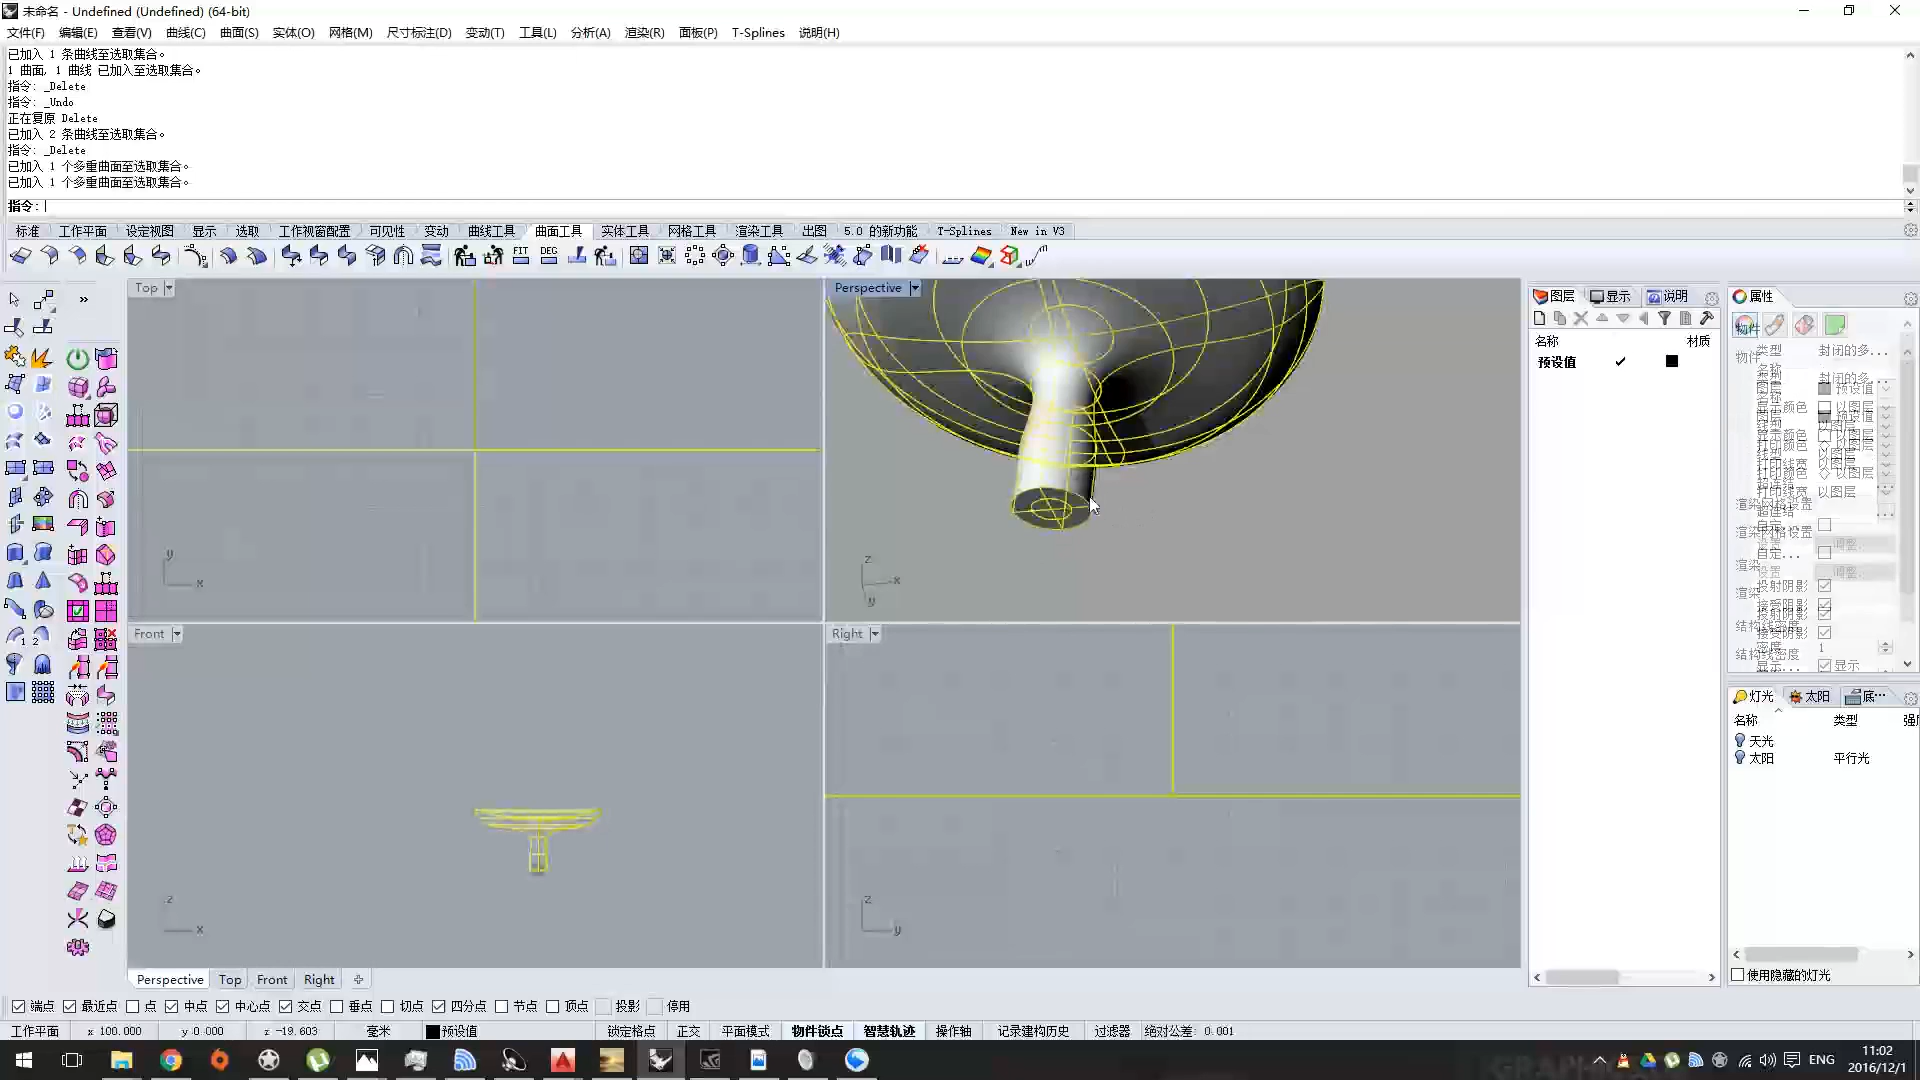 未命名 - Undefined (Undefined) (64-bit)
文件(F) 编辑(E) 查看(V) 曲线(C) 曲面(S) 实体(O) 网格(M) 尺寸标注(D) 变动(T) 工具(L) 分析(A) 渲染(R) 面板(P) T-Splines 说明(H)
已加入 1 条曲线至选取集合。
1 曲面, 1 曲线 已加入至选取集合。
指令: _Delete
指令: _Undo
正在复原 Delete
已加入 2 条曲线至选取集合。
指令: _Delete
已加入 1 个多重曲面至选取集合。
已加入 1 个多重曲面至选取集合。
指令:
标准 工作平面 设定视图 显示 选取 工作视窗配置 可见性 变动 曲线工具 曲面工具 实体工具 网格工具 渲染工具 出图 5.0 的新功能 T-Splines New in V3
FIT DEG
Top
y
x
Perspective
z
x
y
Front
z
x
Right
z
y
图层 显示 说明
名称 材质
预设值
属性
灯光 太阳 底…
名称 类型
天光
太阳 平行光
使用隐藏的灯光
Perspective Top Front Right
端点 最近点 点 中点 中心点 交点 垂点 切点 四分点 节点 顶点 投影 停用
工作平面 x 100.000 y 0.000 z -19.603 毫米 预设值 锁定格点 正交 平面模式 物件锁点 智慧轨迹 操作轴 记录建构历史 过滤器 绝对公差: 0.001
ENG
11:02
2016/12/1